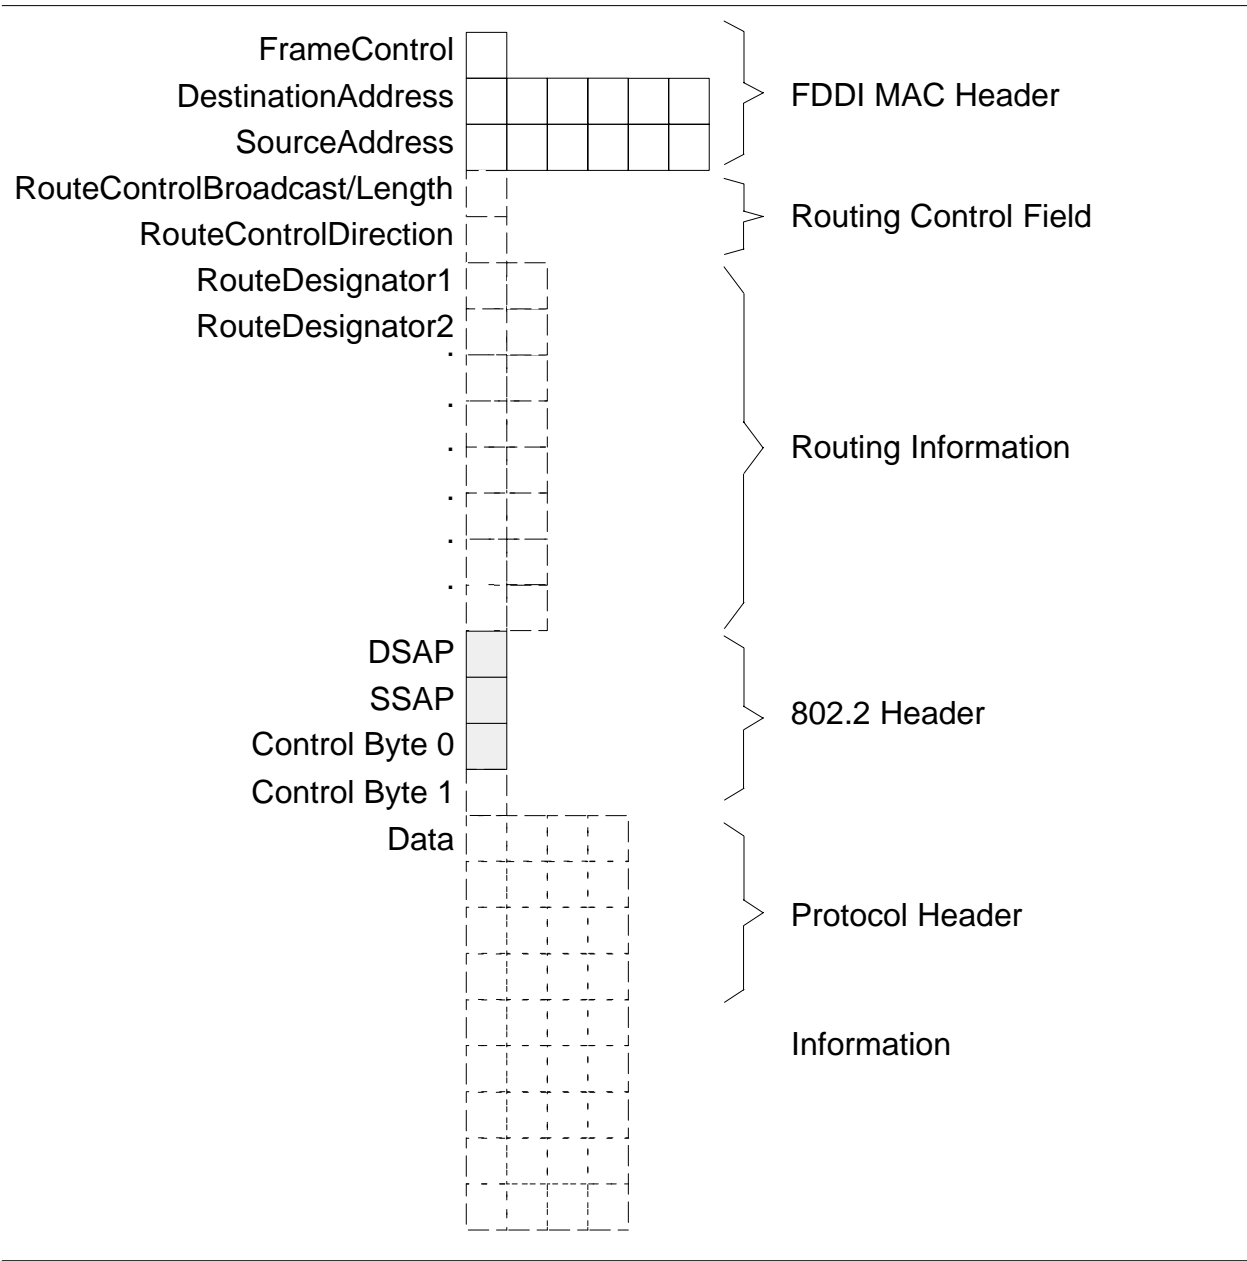 FrameControl
DestinationAddress
FDDI MAC Header
SourceAddress
RouteControlBroadcast/Length
Routing Control Field
RouteControlDirection
RouteDesignator1
RouteDesignator2
.
.
.
Routing Information
.
.
.
DSAP
SSAP
802.2 Header
Control Byte 0
Control Byte 1
Data
Protocol Header
Information